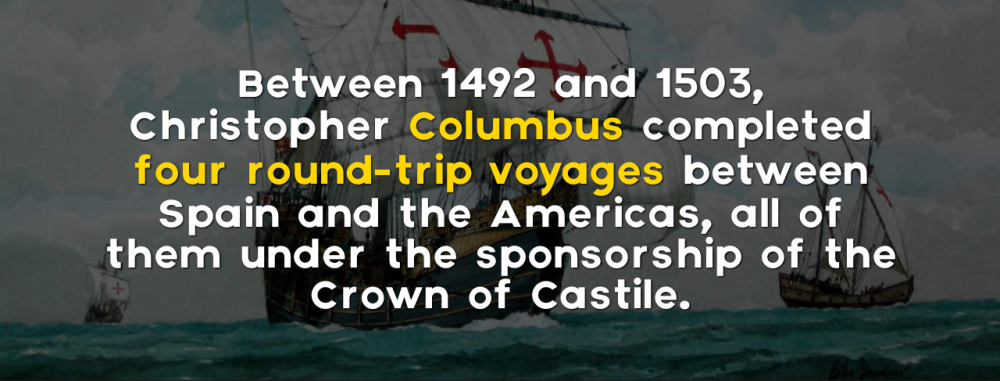 Between 1492 and 1503,
Christopher Columbus completed
four round-trip voyages between
Spain and the Americas, all of
them under the sponsorship of the
Crown of Castile.